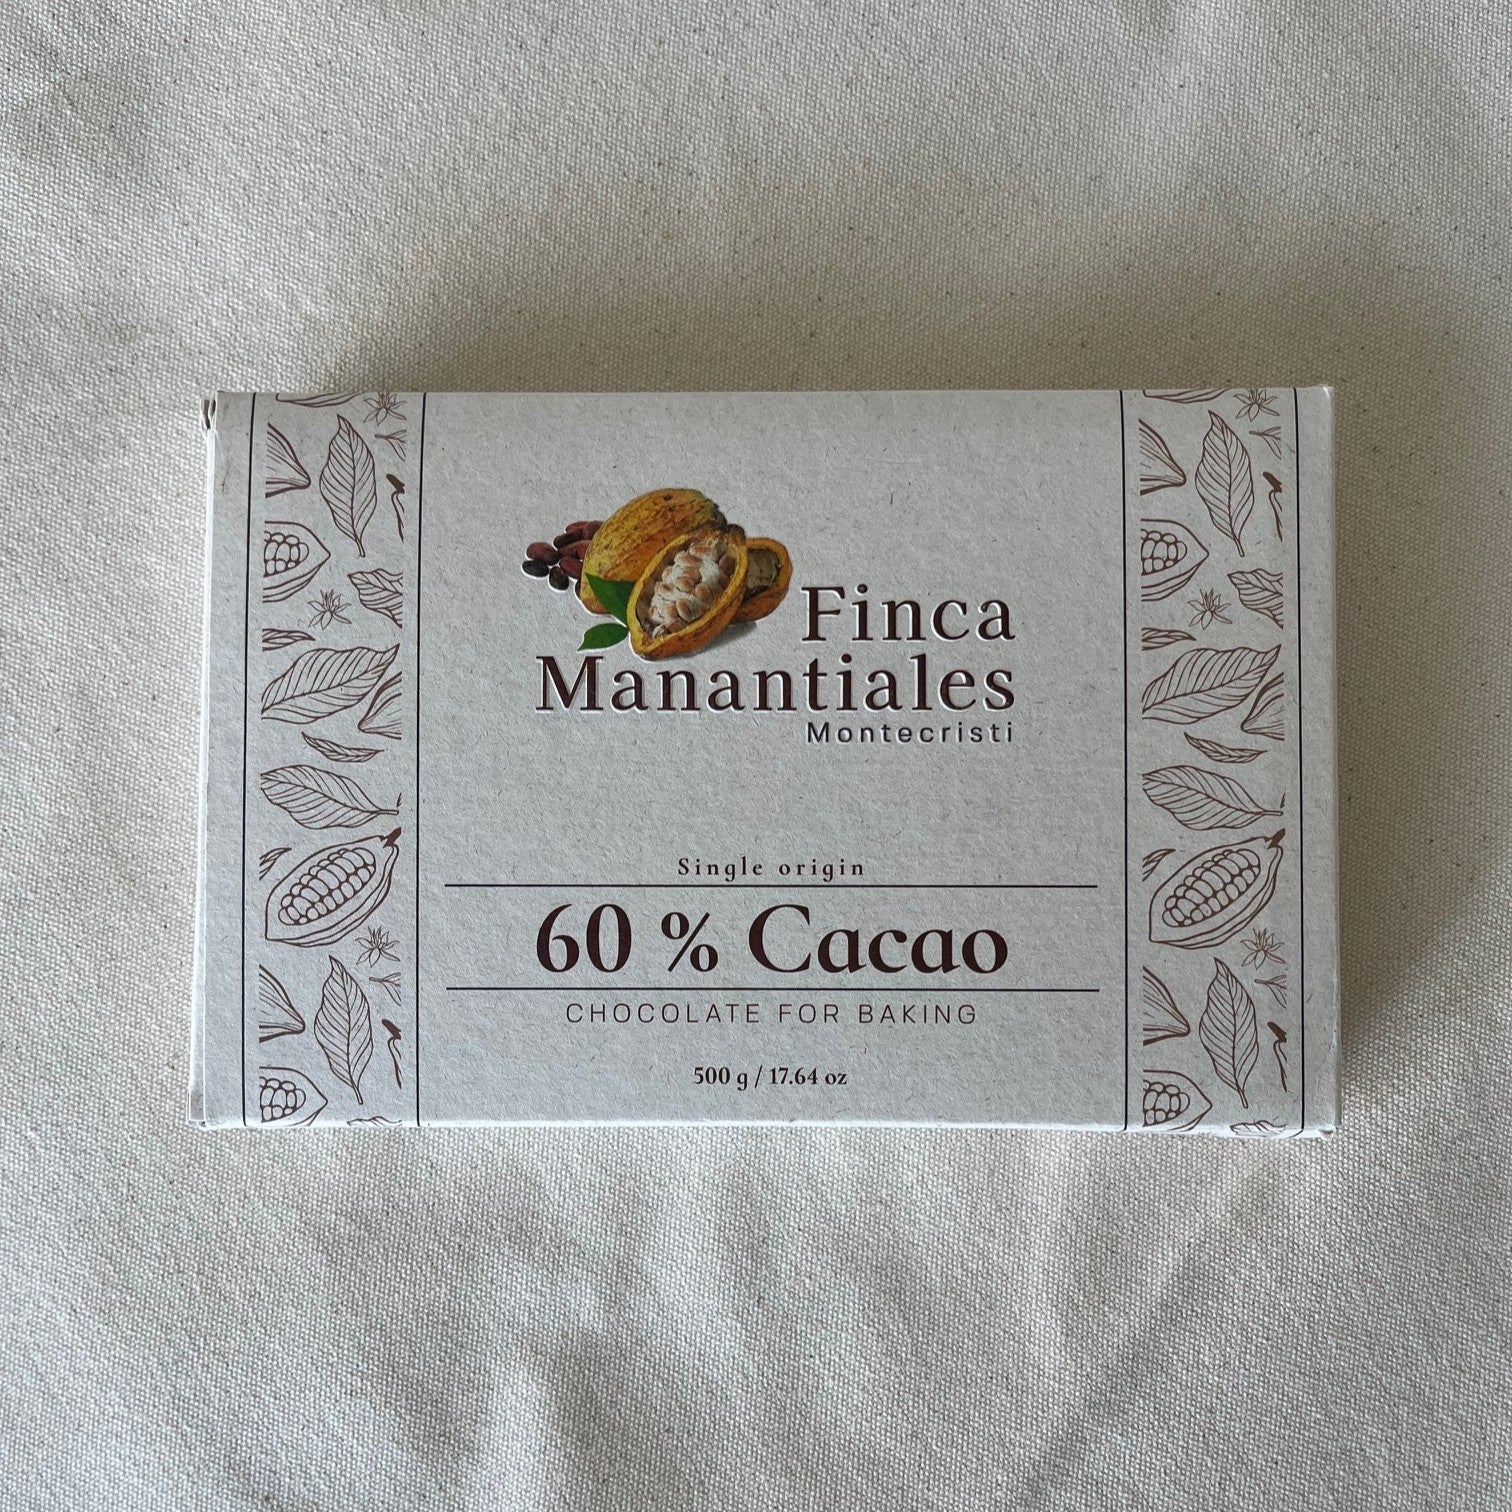 Finca
Manantiales
Montecristi
Single origin
60 % Cacao
CHOCOLATE FOR BAKING
500 g / 17.64 oz